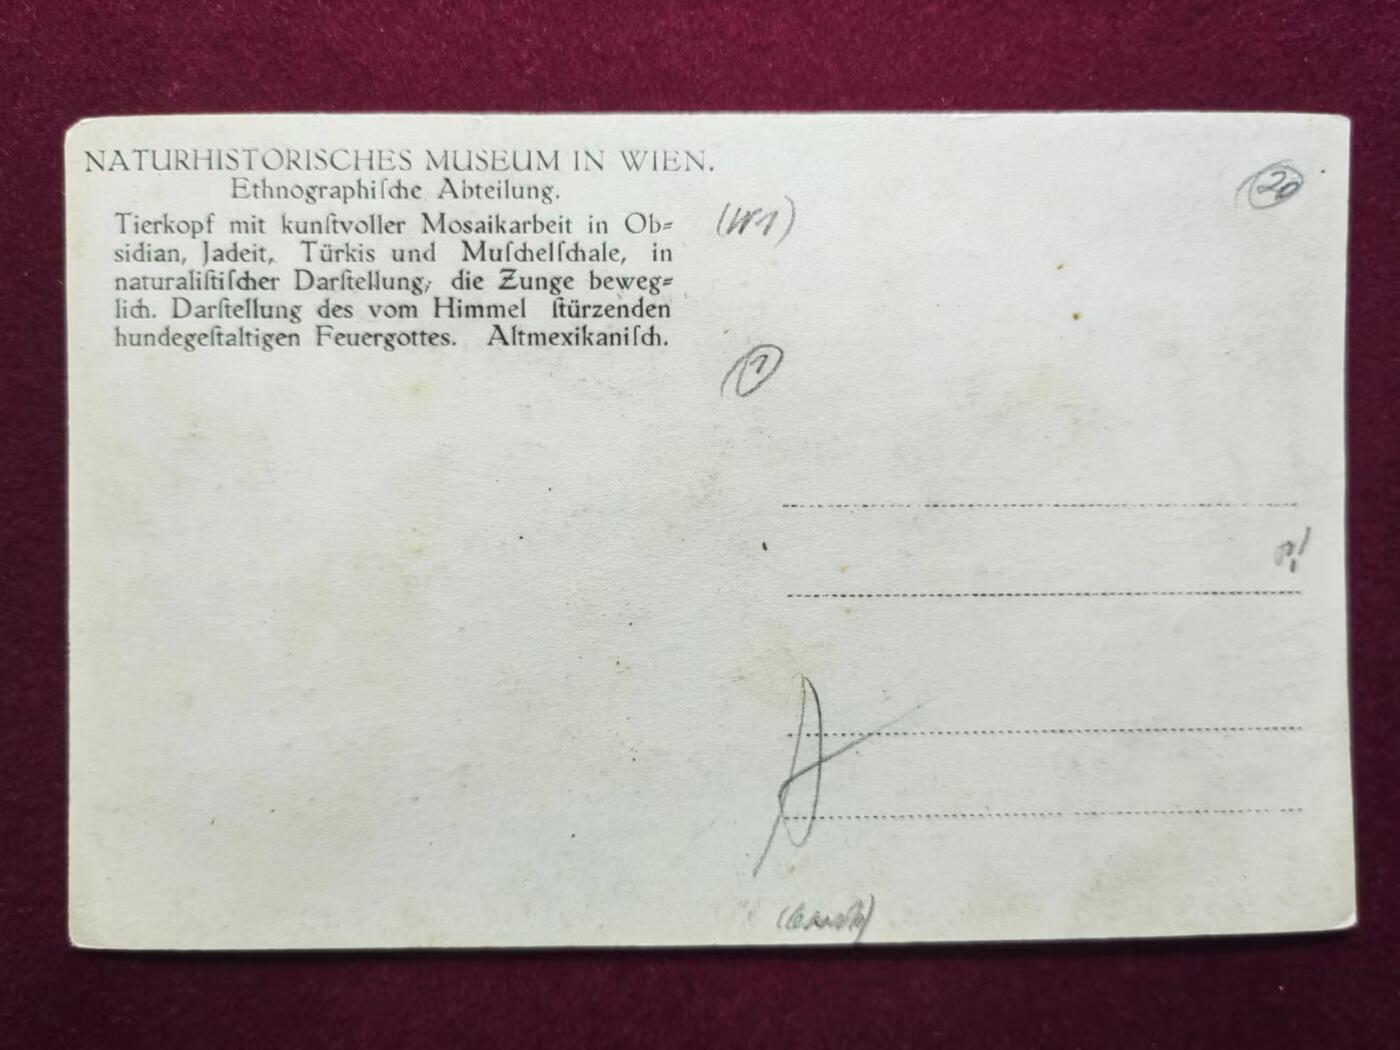 NATURHISTORISCHES MUSEUM IN WIEN.
Ethnographiſche Abteilung.
Tierkopf mit kunſtvoller Moſaikarbeit in Ob⸗
sidian, Jadeit, Türkis und Muſchelſchale, in
naturaliſtiſcher Darſtellung; die Zunge beweg⸗
lich. Darſtellung des vom Himmel ſtürzenden
hundegeſtaltigen Feuergottes. Altmexikaniſch.
20